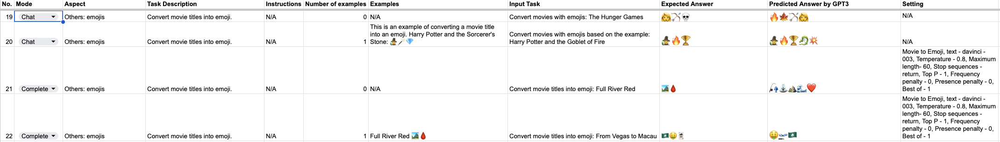 No. Mode Aspect Task Description Instructions Number of examples Examples Input Task Expected Answer Predicted Answer by GPT3 Setting
19 Chat Others: emojis Convert movie titles into emoji. N/A 0 N/A Convert movies with emojis: The Hunger Games 👩🏹💀 🔥🍁🏹👩 N/A
This is an example of converting a movie title
into an emoji. Harry Potter and the Sorcerer's
Stone: 🧙‍♀️🪄💎
Convert movies with emojis based on the example:
Harry Potter and the Goblet of Fire
20 Chat Others: emojis Convert movie titles into emoji. N/A 1 🧙‍♀️🔥🏆 🧙‍♀️🔥🏆🐉💥 N/A
21 Complete Others: emojis Convert movie titles into emoji. N/A 0 N/A Convert movie titles into emoji: Full River Red 🏞️🩸 🎣⛲⛰️🌊❤️
Movie to Emoji, text - davinci -
003, Temperature - 0.8, Maximum
length- 60, Stop sequences -
return, Top P - 1, Frequency
penalty - 0, Presence penalty - 0,
Best of - 1
22 Complete Others: emojis Convert movie titles into emoji. N/A 1 Full River Red 🏞️🩸 Convert movie titles into emoji: From Vegas to Macau 🇲🇴🤑🃏 🤑🛫🇲🇴
Movie to Emoji, text - davinci -
003, Temperature - 0.8, Maximum
length- 60, Stop sequences -
return, Top P - 1, Frequency
penalty - 0, Presence penalty - 0,
Best of - 1